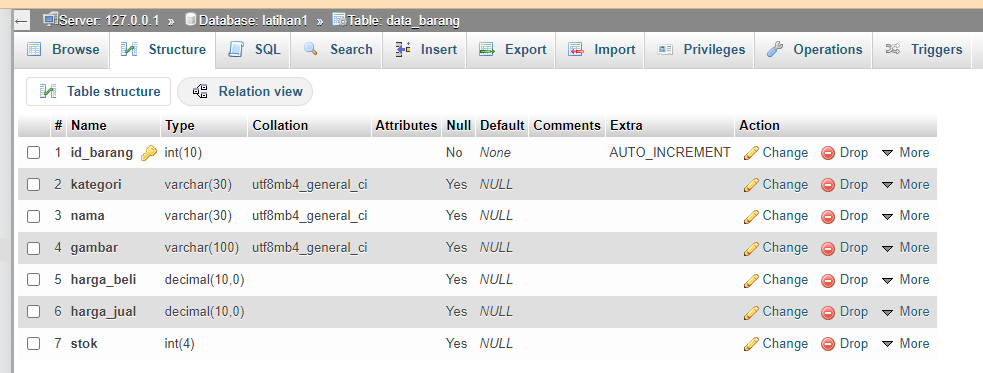 Server: 127.0.0.1 » Database: latihan1 » Table: data_barang
Browse Structure SQL Search Insert Export Import Privileges Operations Triggers
Table structure Relation view
# Name Type Collation Attributes Null Default Comments Extra Action
1 id_barang int(10) No None AUTO_INCREMENT Change Drop More
2 kategori varchar(30) utf8mb4_general_ci Yes NULL Change Drop More
3 nama varchar(30) utf8mb4_general_ci Yes NULL Change Drop More
4 gambar varchar(100) utf8mb4_general_ci Yes NULL Change Drop More
5 harga_beli decimal(10,0) Yes NULL Change Drop More
6 harga_jual decimal(10,0) Yes NULL Change Drop More
7 stok int(4) Yes NULL Change Drop More